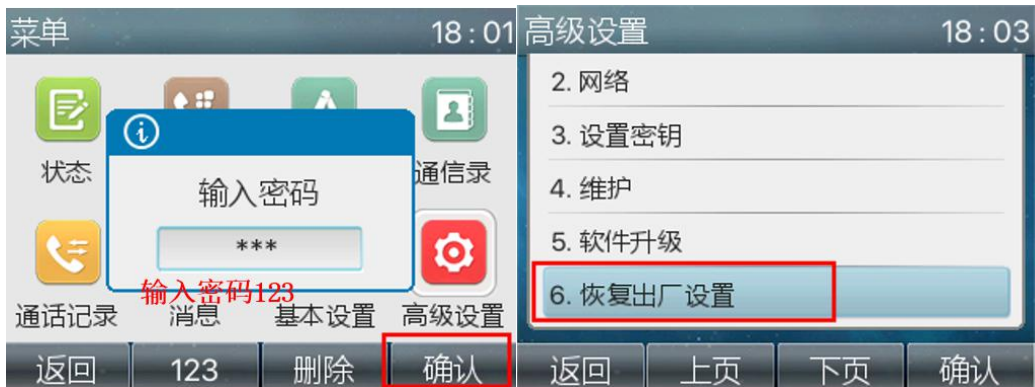 菜单 18:01
状态
通信录
输入密码
***
输入密码123
通话记录 消息 基本设置 高级设置
返回 123 删除 确认
高级设置 18:03
2. 网络
3. 设置密钥
4. 维护
5. 软件升级
6. 恢复出厂设置
返回 上页 下页 确认